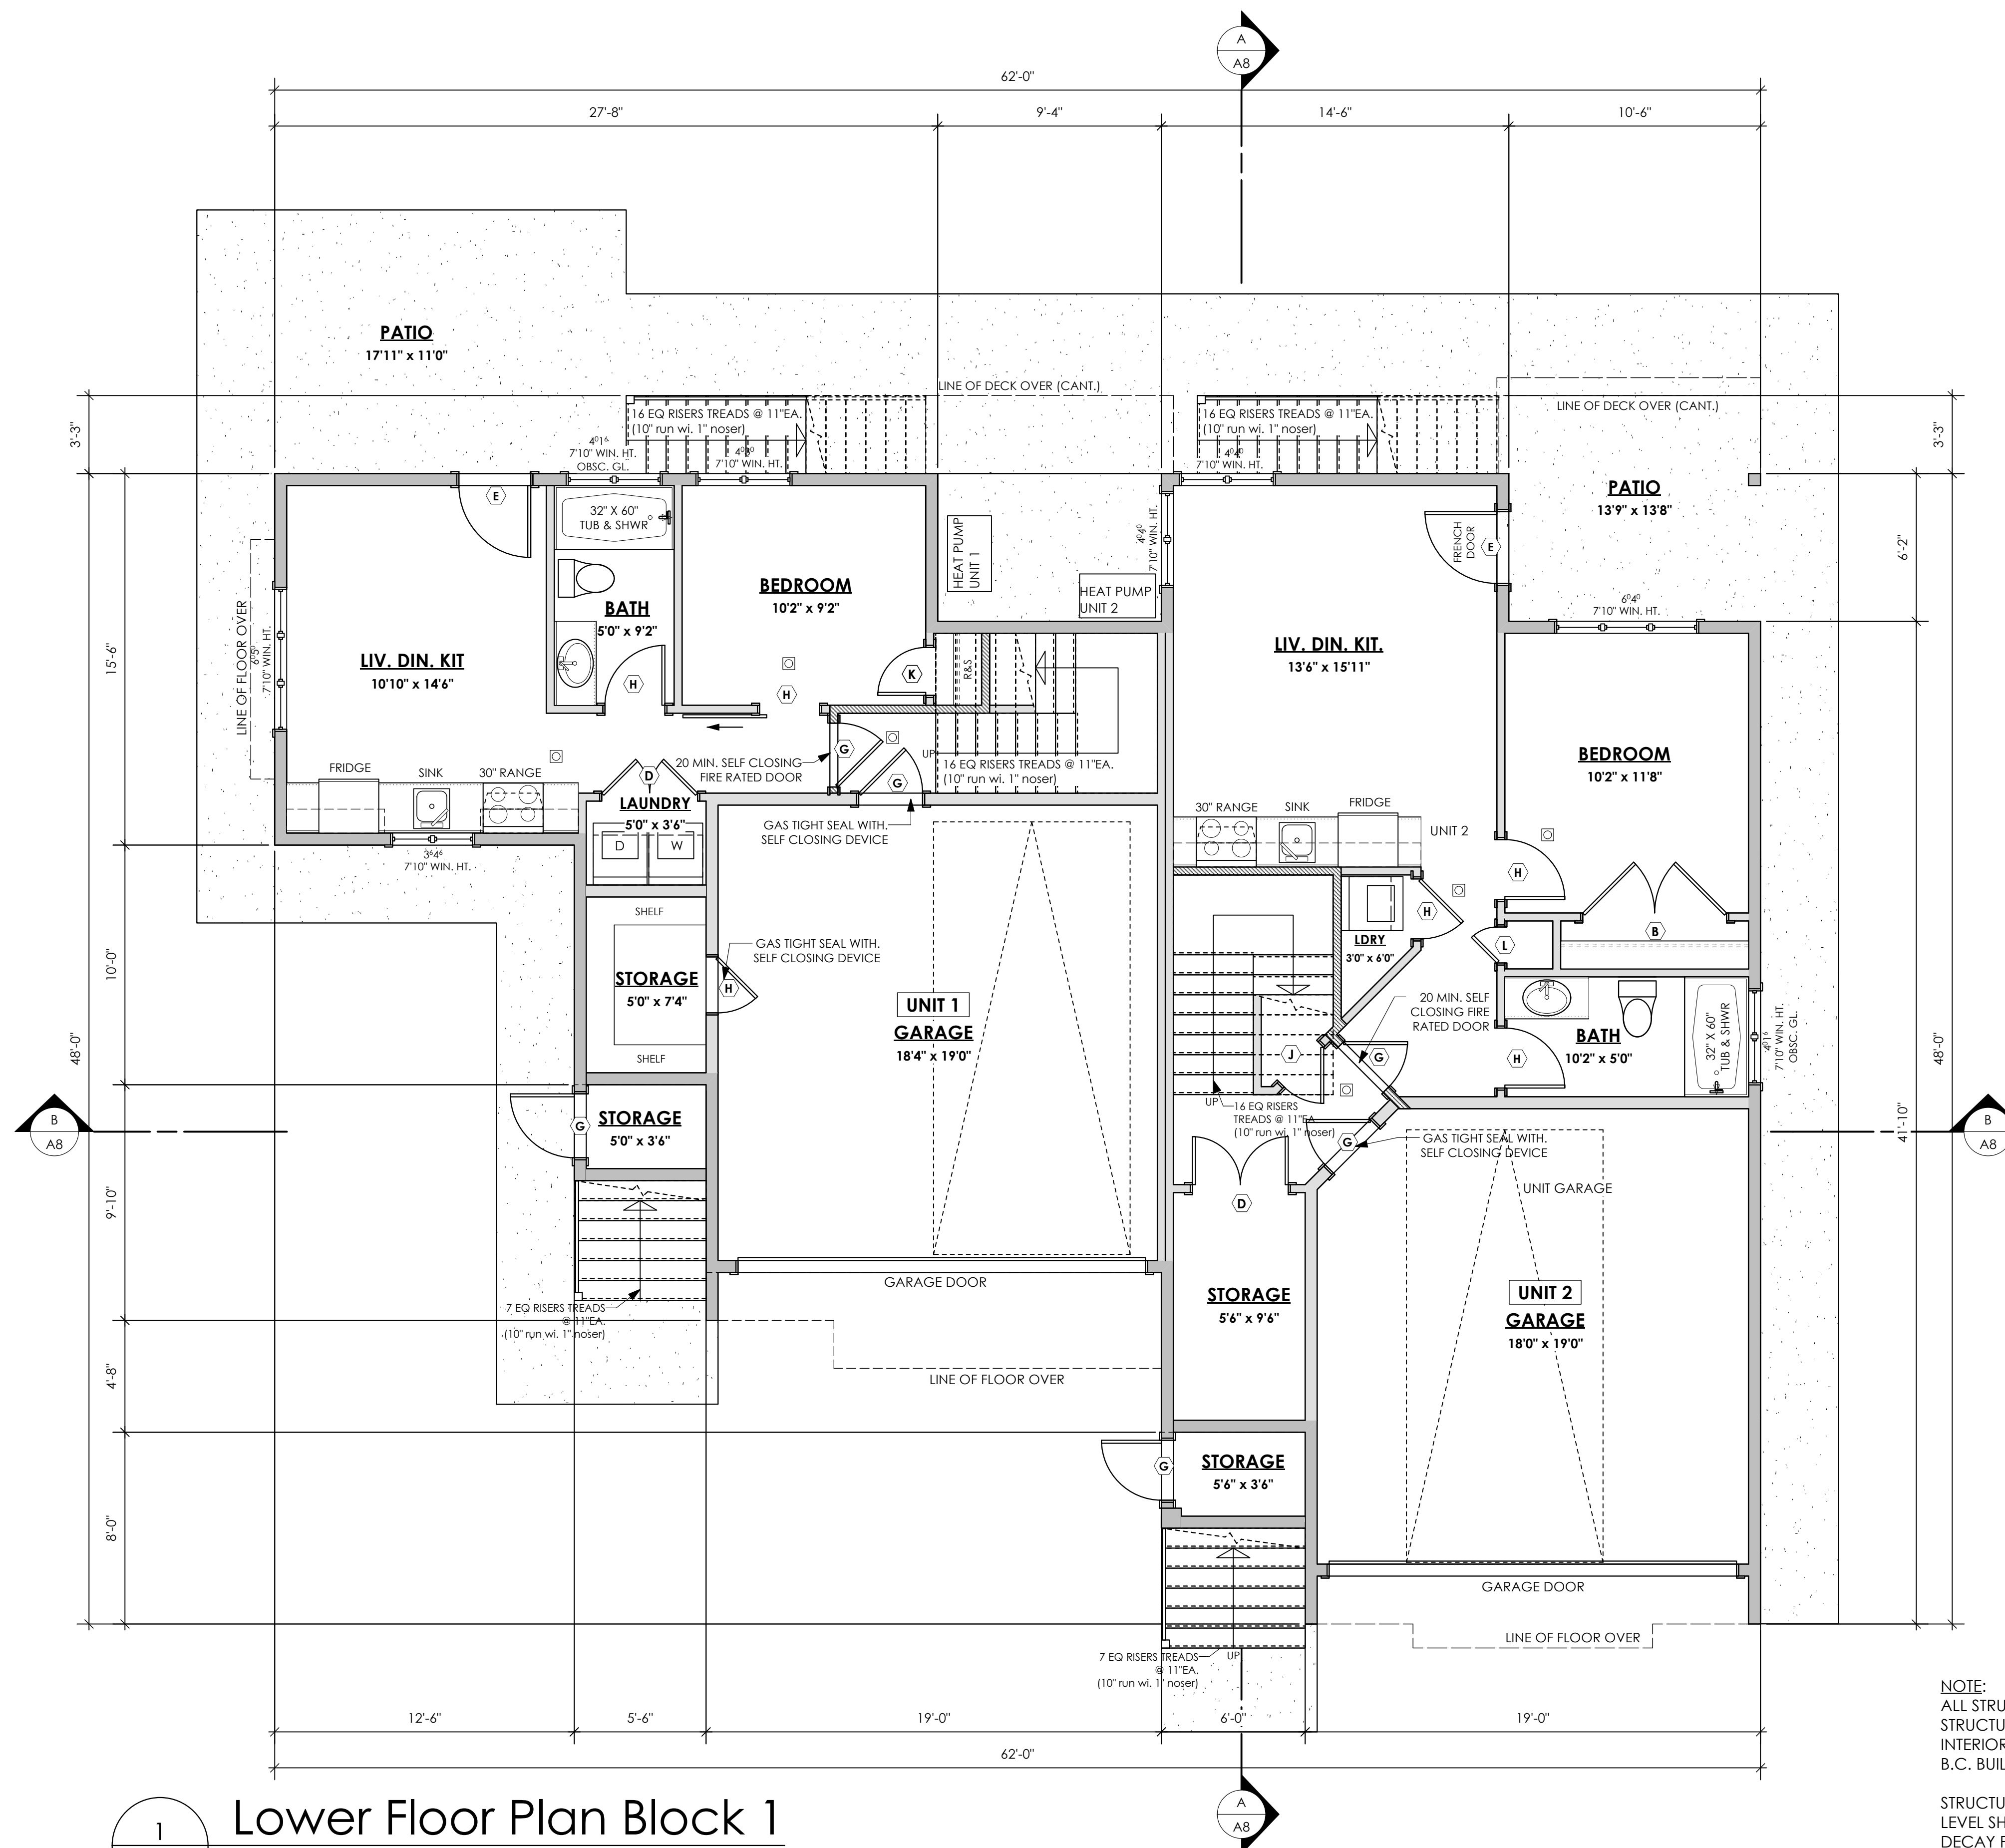 A
A8
62'-0"
27'-8"
9'-4"
14'-6"
10'-6"
PATIO
17'11" x 11'0"
LINE OF DECK OVER (CANT.)
LINE OF DECK OVER (CANT.)
3'-3"
3'-3"
16 EQ RISERS TREADS @ 11"EA.
(10" run wi. 1" noser)
16 EQ RISERS TREADS @ 11"EA.
(10" run wi. 1" noser)
4⁰1⁶
7'10" WIN. HT.
OBSC. GL.
7'10" WIN. HT.
4⁰4⁰
7'10" WIN. HT.
E
32" X 60"
TUB & SHWR
PATIO
13'9" x 13'8"
HEAT PUMP
UNIT 1
HEAT PUMP
UNIT 2
4⁰4⁰
7'10" WIN. HT.
FRENCH
DOOR
E
6'-2"
BEDROOM
10'2" x 9'2"
BATH
5'0" x 9'2"
6⁰4⁰
7'10" WIN. HT.
LINE OF FLOOR OVER
6⁰5⁰
7'10" WIN. HT.
15'-6"
LIV. DIN. KIT
10'10" x 14'6"
LIV. DIN. KIT.
13'6" x 15'11"
H
H
K
R&S
G
UP
20 MIN. SELF CLOSING
FIRE RATED DOOR
16 EQ RISERS TREADS @ 11"EA.
(10" run wi. 1" noser)
BEDROOM
10'2" x 11'8"
FRIDGE
SINK
30" RANGE
D
G
LAUNDRY
5'0" x 3'6"
D
W
GAS TIGHT SEAL WITH.
SELF CLOSING DEVICE
30" RANGE
SINK
FRIDGE
UNIT 2
3⁶4⁶
7'10" WIN. HT.
H
H
SHELF
GAS TIGHT SEAL WITH.
SELF CLOSING DEVICE
LDRY
3'0" x 6'0"
L
B
10'-0"
STORAGE
5'0" x 7'4"
H
UNIT 1
GARAGE
18'4" x 19'0"
20 MIN. SELF
CLOSING FIRE
RATED DOOR
BATH
10'2" x 5'0"
32" X 60"
TUB & SHWR
4⁰1⁶
7'10" WIN. HT.
OBSC. GL.
48'-0"
48'-0"
SHELF
J
G
H
B
A8
STORAGE
5'0" x 3'6"
G
UP
16 EQ RISERS
TREADS @ 11"EA.
(10" run wi. 1" noser)
G
GAS TIGHT SEAL WITH.
SELF CLOSING DEVICE
41'-10"
B
A8
9'-10"
D
UNIT GARAGE
GARAGE DOOR
STORAGE
5'6" x 9'6"
UNIT 2
GARAGE
18'0" x 19'0"
7 EQ RISERS TREADS
@ 11"EA.
(10" run wi. 1" noser)
4'-8"
LINE OF FLOOR OVER
G
STORAGE
5'6" x 3'6"
8'-0"
GARAGE DOOR
LINE OF FLOOR OVER
7 EQ RISERS TREADS
@ 11"EA.
(10" run wi. 1" noser)
UP
NOTE:
ALL STRU
STRUCTU
INTERIOR
B.C. BUIL
STRUCTU
LEVEL SH
DECAY
12'-6"
5'-6"
19'-0"
6'-0"
19'-0"
62'-0"
1
Lower Floor Plan Block 1
A
A8